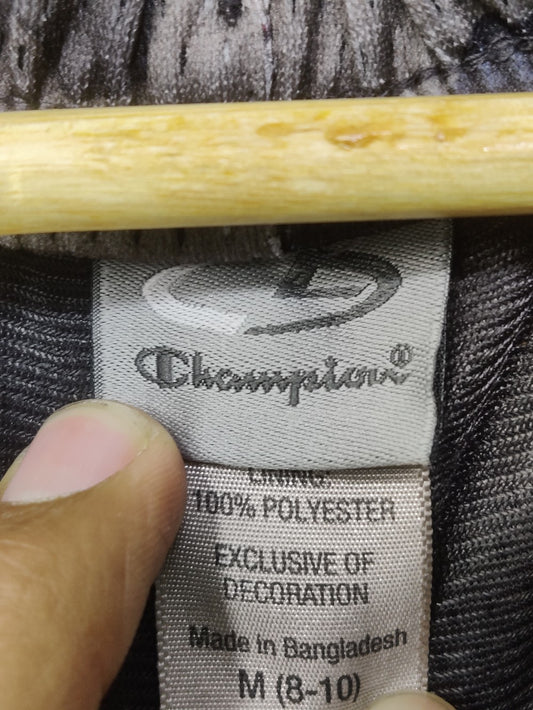 Champion®
LINING:
100% POLYESTER
EXCLUSIVE OF
DECORATION
Made in Bangladesh
M (8-10)